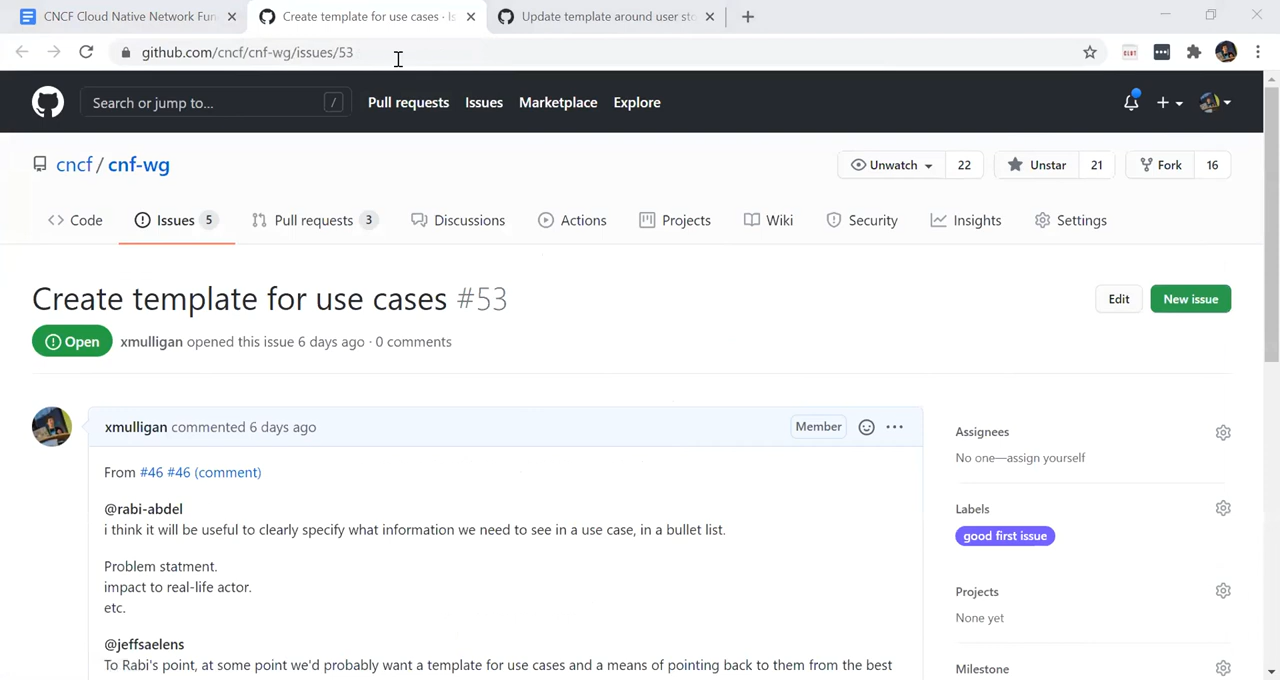 CNCF Cloud Native Network Fun
Create template for use cases · Is
Update template around user sto
github.com/cncf/cnf-wg/issues/53
Search or jump to...
/
Pull requests
Issues
Marketplace
Explore
cncf / cnf-wg
Unwatch 22
Unstar 21
Fork 16
Code
Issues 5
Pull requests 3
Discussions
Actions
Projects
Wiki
Security
Insights
Settings
Create template for use cases #53
Edit
New issue
Open
xmulligan opened this issue 6 days ago · 0 comments
xmulligan commented 6 days ago
Member
From #46 #46 (comment)
@rabi-abdel
i think it will be useful to clearly specify what information we need to see in a use case, in a bullet list.
Problem statment.
impact to real-life actor.
etc.
@jeffsaelens
To Rabi's point, at some point we'd probably want a template for use cases and a means of pointing back to them from the best
Assignees
No one—assign yourself
Labels
good first issue
Projects
None yet
Milestone